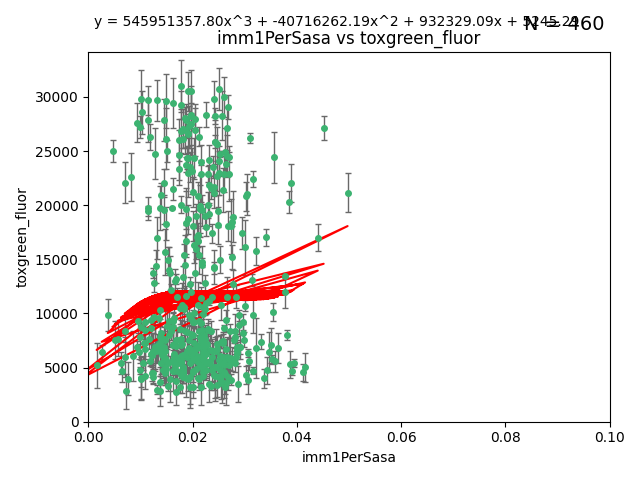 y = 545951357.80x^3 + -40716262.19x^2 + 932329.09x +
N = 460
imm1PerSasa vs toxgreen_fluor
30000
25000
20000
15000
10000
5000
0
toxgreen_fluor
0.00 0.02 0.04 0.06 0.08 0.10
imm1PerSasa